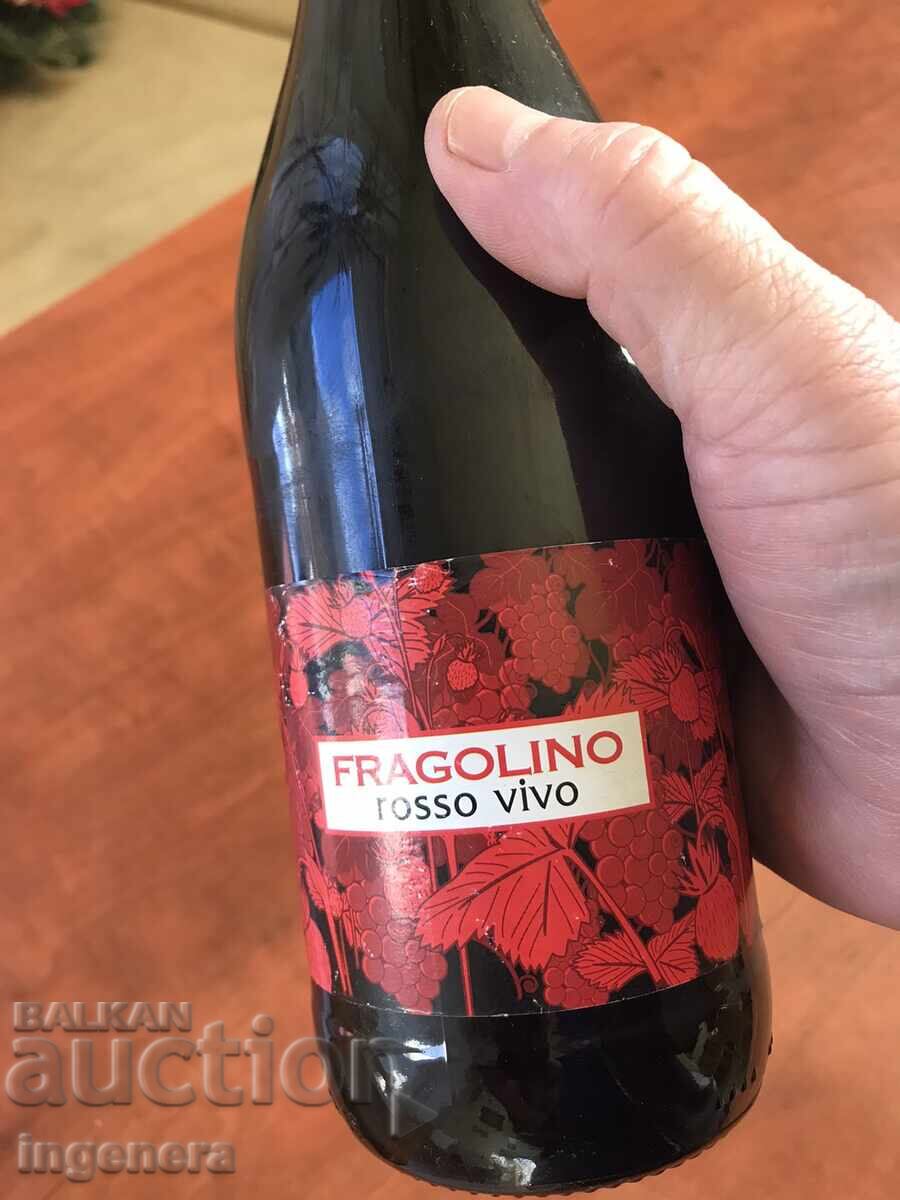 FRAGOLINO
rosso vivo
BALKAN
auction
ingenera